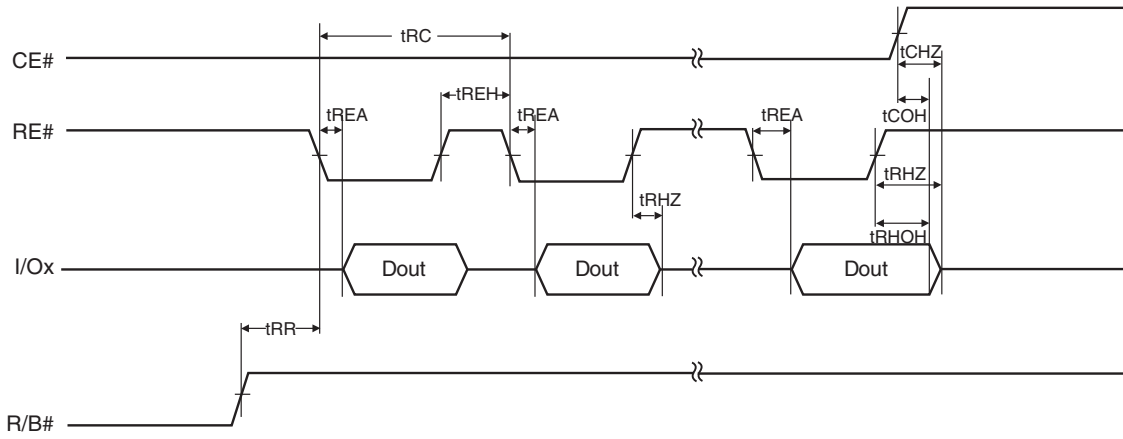 tRC
CE#
tCHZ
tREH
tREA
tREA
tREA
tCOH
RE#
tRHZ
tRHZ
tRHOH
I/Ox
Dout
Dout
Dout
tRR
R/B#